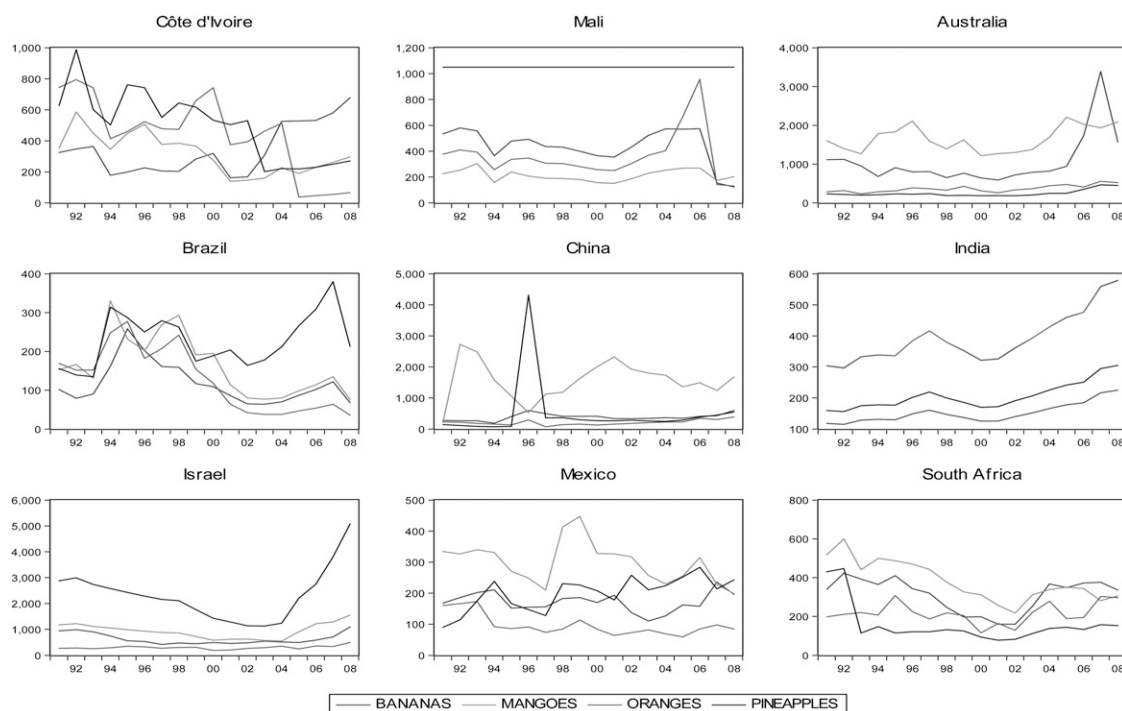 Côte d'Ivoire Mali Australia
1,000 1,200 4,000
800 1,000 3,000
600 800 2,000
400 600 1,000
200 400 0
0 200
0
92 94 96 98 00 02 04 06 08 92 94 96 98 00 02 04 06 08 92 94 96 98 00 02 04 06 08
Brazil China India
400 5,000 600
300 4,000 500
200 3,000 400
100 2,000 300
0 1,000 200
0 100
92 94 96 98 00 02 04 06 08 92 94 96 98 00 02 04 06 08 92 94 96 98 00 02 04 06 08
Israel Mexico South Africa
6,000 500 800
5,000 400 600
4,000 300 400
3,000 200 200
2,000 100 0
1,000 0
0
92 94 96 98 00 02 04 06 08 92 94 96 98 00 02 04 06 08 92 94 96 98 00 02 04 06 08
BANANAS MANGOES ORANGES PINEAPPLES